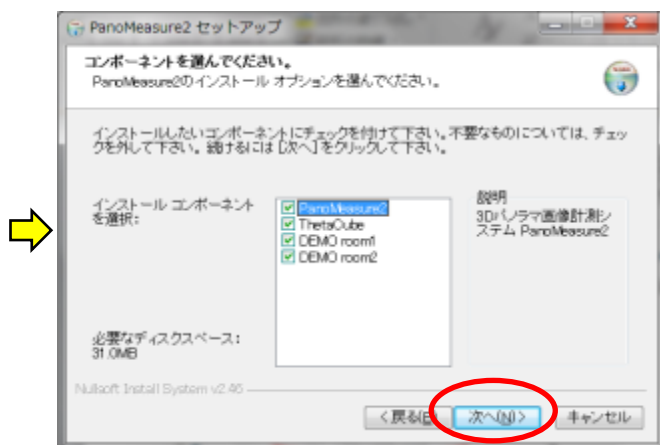 PanoMeasure2 セットアップ
コンポーネントを選んでください。
PanoMeasure2のインストール オプションを選んでください。
インストールしたいコンポーネントにチェックを付けて下さい。不要なものについては、チェッ
クを外して下さい。続けるには [次へ] をクリックして下さい。
インストール コンポーネント
を選択:
PanoMeasure2
ThetaCube
DEMO room1
DEMO room2
説明
3Dパノラマ画像計測シ
ステム PanoMeasure2
必要なディスクスペース:
31.0MB
Nullsoft Install System v2.46
< 戻る(B)
次へ(N) >
キャンセル